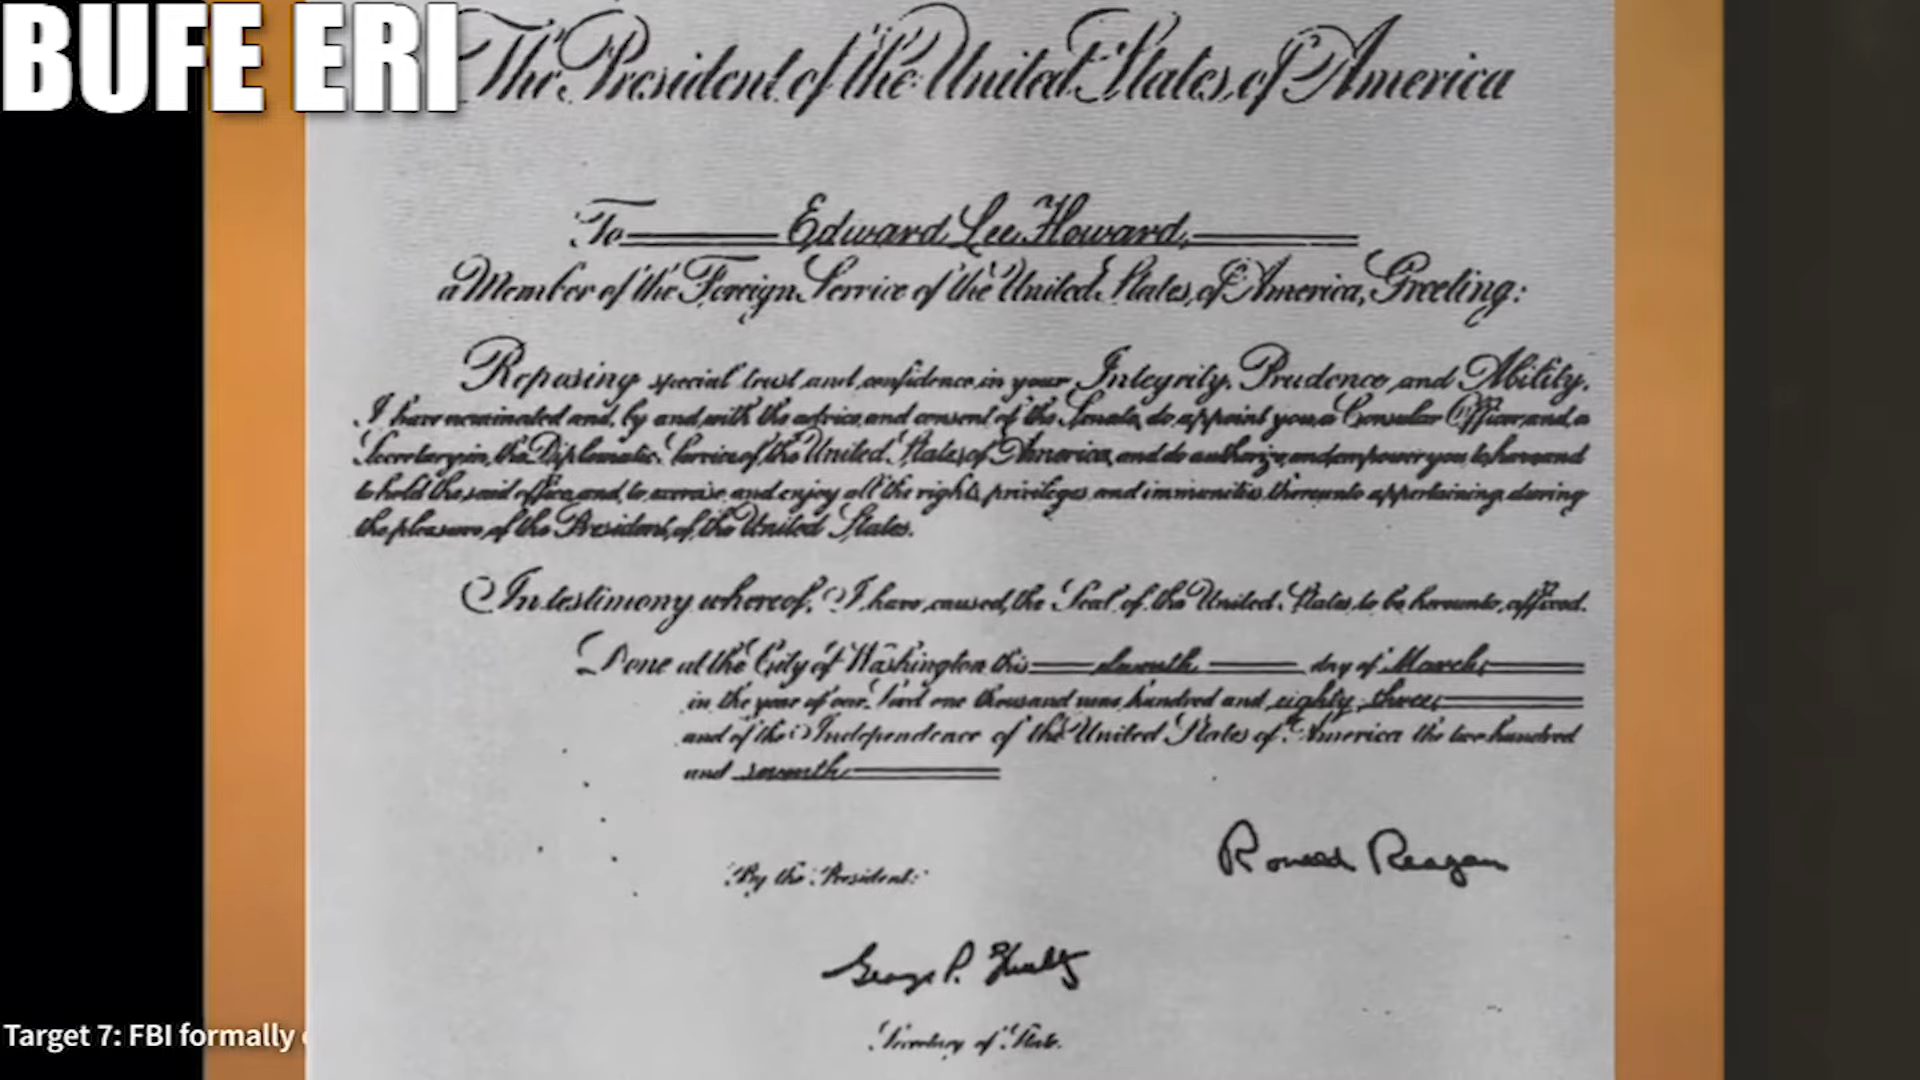 BUFE ERI
The President of the United States of America
To Edward Lee Howard,
a Member of the Foreign Service of the United States of America, Greeting:
Reposing special trust and confidence in your Integrity, Prudence and Ability,
I have nominated and, by and with the advice and consent of the Senate, do appoint you a Consular Officer and a
Secretary in the Diplomatic Service of the United States of America, and do authorize and empower you to have and
to hold the said office, and to exercise and enjoy all the rights, privileges and immunities thereunto appertaining, during
the pleasure of the President of the United States.
In testimony whereof, I have caused the Seal of the United States to be hereunto affixed.
Done at the City of Washington this eleventh day of March,
in the year of our Lord one thousand nine hundred and eighty-three,
and of the Independence of the United States of America the two hundred
and seventh
Ronald Reagan
By the President:
George P. Shultz
Secretary of State.
Target 7: FBI formally